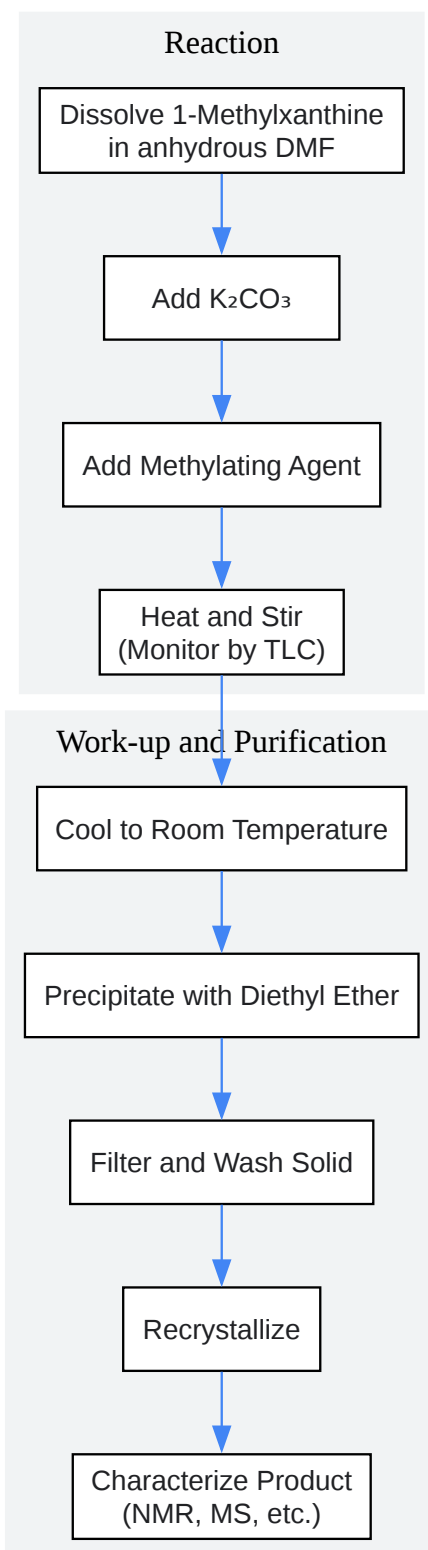 Reaction
Dissolve 1-Methylxanthine
in anhydrous DMF
Add K₂CO₃
Add Methylating Agent
Heat and Stir
(Monitor by TLC)
Work-up and Purification
Cool to Room Temperature
Precipitate with Diethyl Ether
Filter and Wash Solid
Recrystallize
Characterize Product
(NMR, MS, etc.)